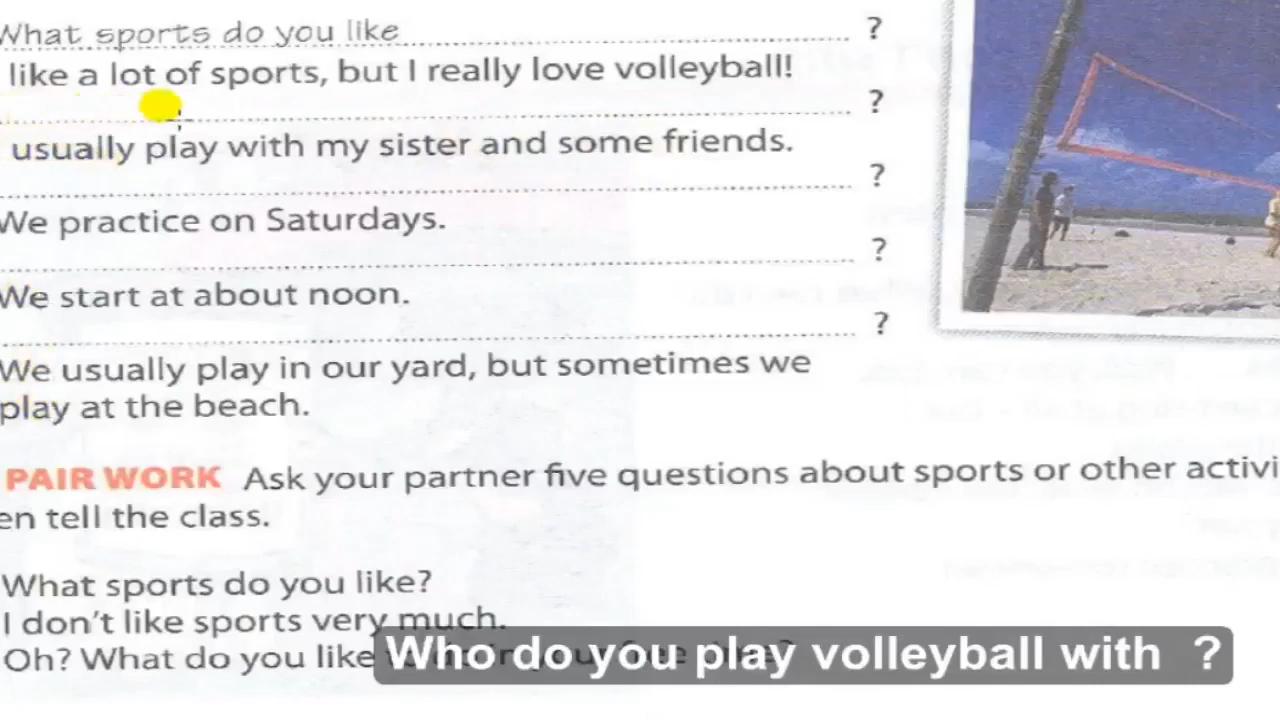 What sports do you like ?
like a lot of sports, but I really love volleyball!
?
usually play with my sister and some friends.
?
We practice on Saturdays.
?
We start at about noon.
?
We usually play in our yard, but sometimes we
play at the beach.
PAIR WORK Ask your partner five questions about sports or other activi
en tell the class.
What sports do you like?
I don't like sports very much.
Oh? What do you like
Who do you play volleyball with ?